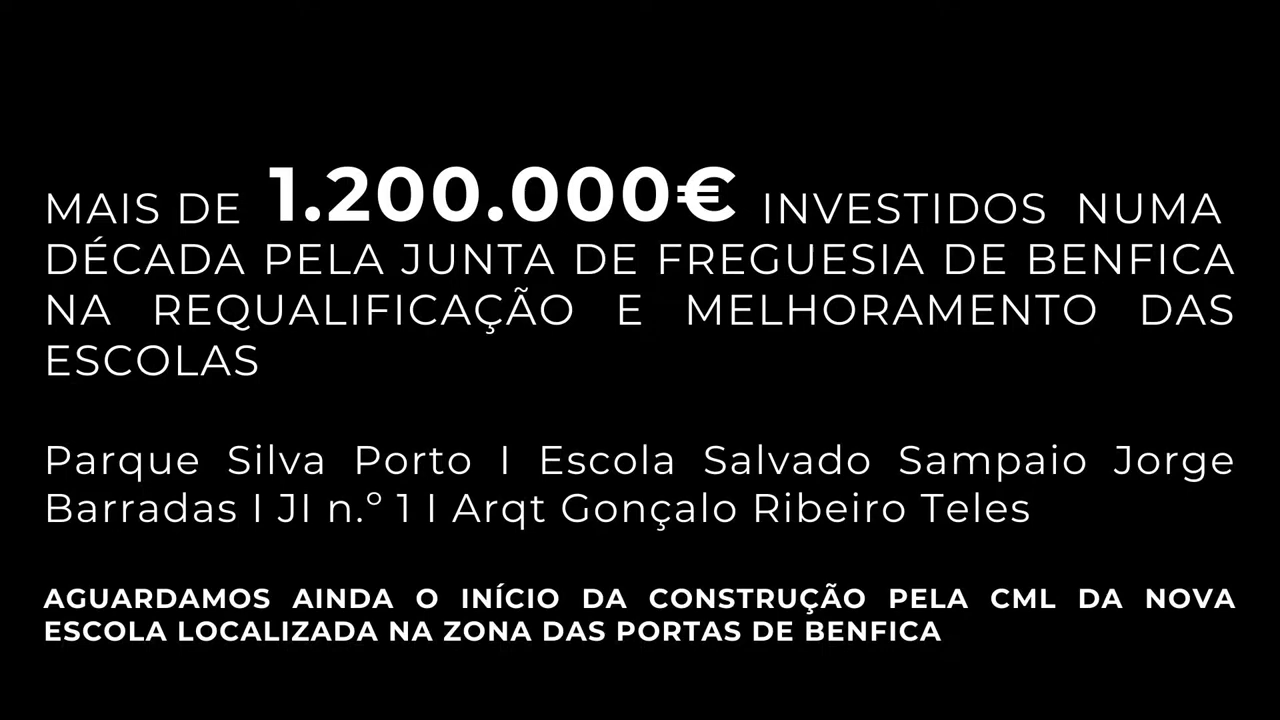 MAIS DE 1.200.000€ INVESTIDOS NUMA
DÉCADA PELA JUNTA DE FREGUESIA DE BENFICA
NA REQUALIFICAÇÃO E MELHORAMENTO DAS
ESCOLAS
Parque Silva Porto I Escola Salvado Sampaio Jorge
Barradas I JI n.º 1 I Arqt Gonçalo Ribeiro Teles
AGUARDAMOS AINDA O INÍCIO DA CONSTRUÇÃO PELA CML DA NOVA
ESCOLA LOCALIZADA NA ZONA DAS PORTAS DE BENFICA